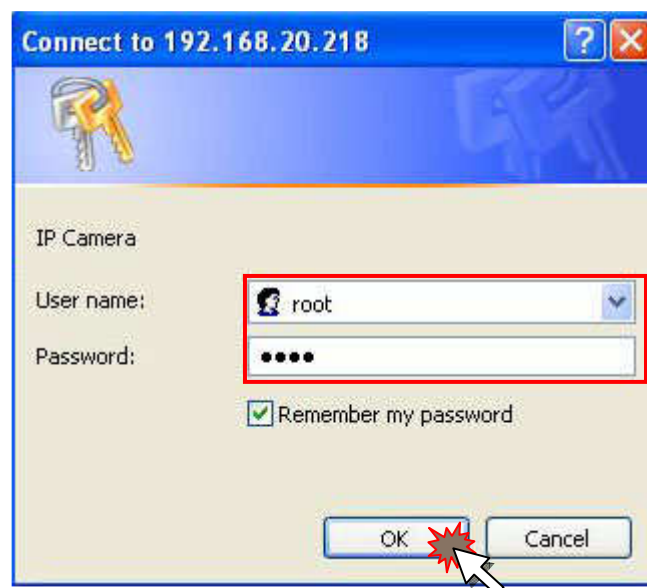 Connect to 192.168.20.218
IP Camera
User name: root
Password: ••••
Remember my password
OK Cancel